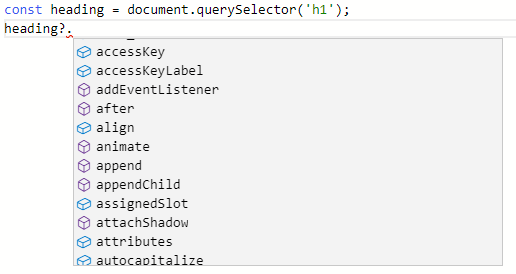 const heading = document.querySelector('h1');
heading?.
accessKey
accessKeyLabel
addEventListener
after
align
animate
append
appendChild
assignedSlot
attachShadow
attributes
autocapitalize